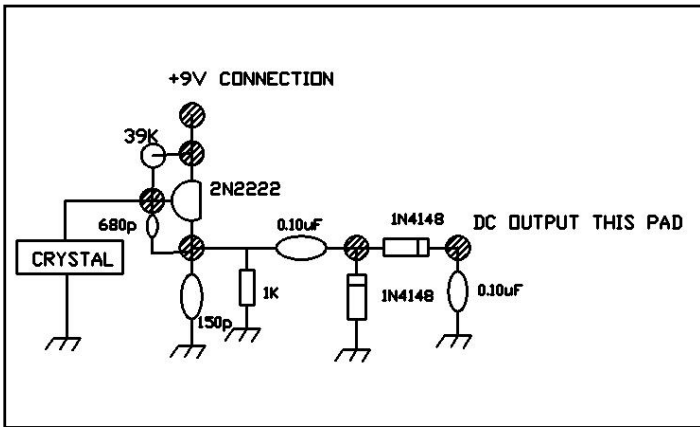 +9V CONNECTION
39K
2N2222
680p
0.10uF
1N4148
DC OUTPUT THIS PAD
CRYSTAL
1K
1N4148
0.10uF
150p